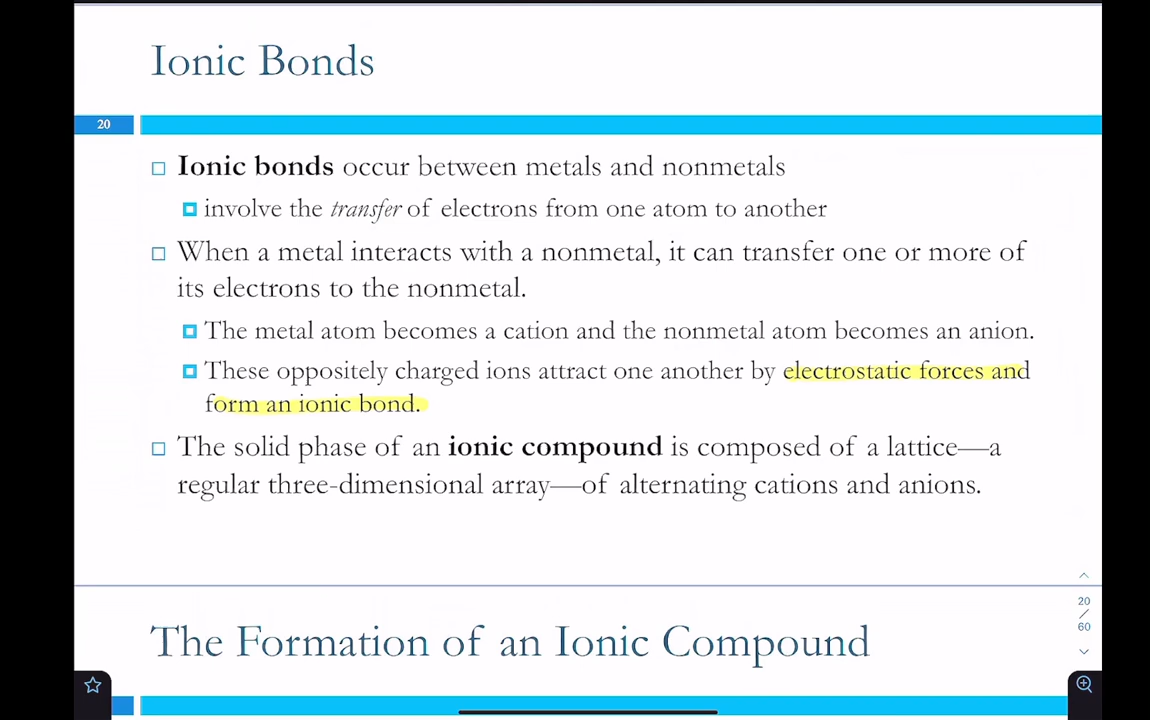 Ionic Bonds
20
Ionic bonds occur between metals and nonmetals
involve the transfer of electrons from one atom to another
When a metal interacts with a nonmetal, it can transfer one or more of
its electrons to the nonmetal.
The metal atom becomes a cation and the nonmetal atom becomes an anion.
These oppositely charged ions attract one another by electrostatic forces and
form an ionic bond.
The solid phase of an ionic compound is composed of a lattice—a
regular three-dimensional array—of alternating cations and anions.
20
/
60
The Formation of an Ionic Compound